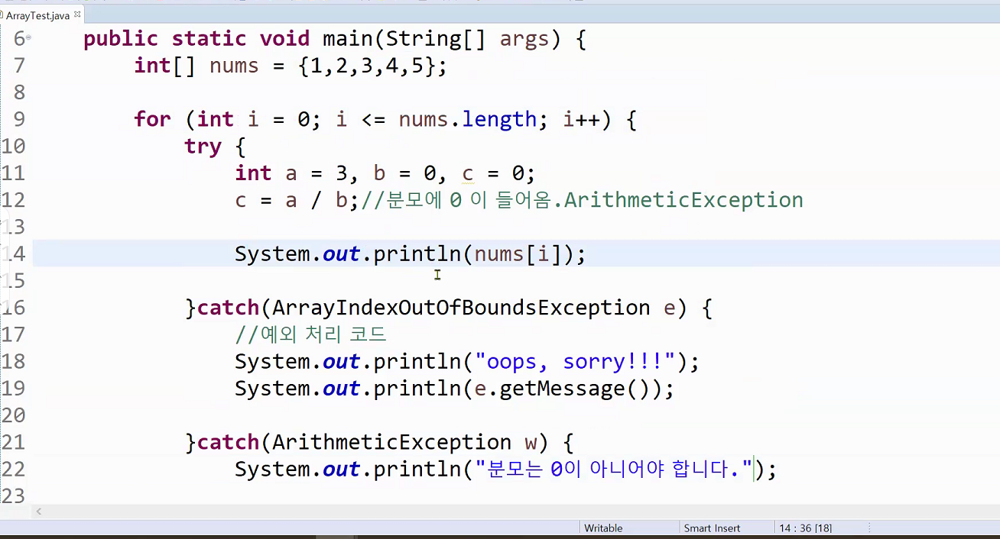 ArrayTest.java
6 public static void main(String[] args) {
7 int[] nums = {1,2,3,4,5};
8
9 for (int i = 0; i <= nums.length; i++) {
10 try {
11 int a = 3, b = 0, c = 0;
12 c = a / b;//분모에 0 이 들어옴.ArithmeticException
13
14 System.out.println(nums[i]);
15
16 }catch(ArrayIndexOutOfBoundsException e) {
17 //예외 처리 코드
18 System.out.println("oops, sorry!!!");
19 System.out.println(e.getMessage());
20
21 }catch(ArithmeticException w) {
22 System.out.println("분모는 0이 아니어야 합니다.");
23
Writable Smart Insert 14 : 36 [18]